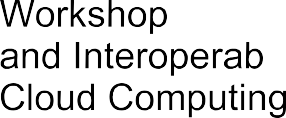 Workshop
and Interoperab
Cloud Computing